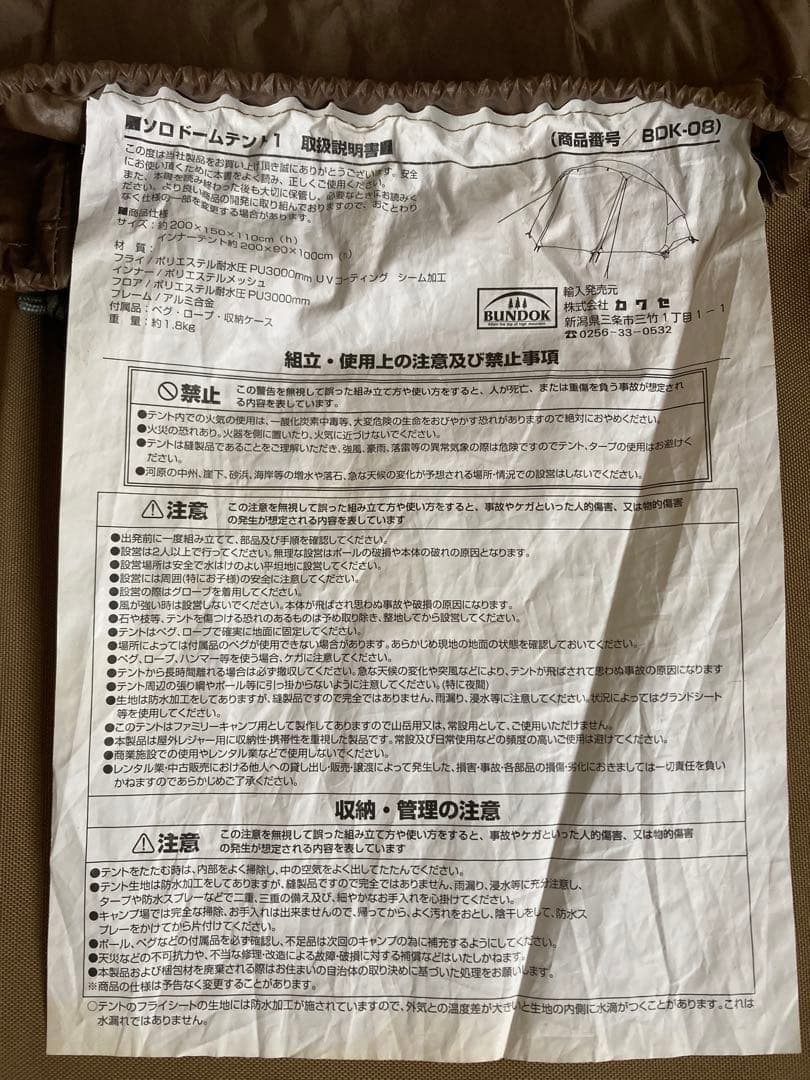 ■ソロドームテント1　取扱説明書■　(商品番号／BDK-08)
この度は当社製品をお買い上げ頂き誠にありがとうございます。安全
にお使い頂くために本書をよく読み、正しくご使用ください。
また、本書を読み終わった後も大切に保管し、必要なときはお読みく
ださい。より良い商品の開発に取り組んでおりますので、おことわり
なく仕様の一部を変更する場合があります。
■商品仕様
サイズ：約200×150×110cm（h）
インナーテント約200×90×100cm（h）
材　質：
フライ/ポリエステル耐水圧PU3000mm UVコーティング　シーム加工
インナー/ポリエステルメッシュ
フロア/ポリエステル耐水圧PU3000mm
フレーム/アルミ合金
付属品：ペグ・ロープ・収納ケース
重　量：約1.8kg
BUNDOK
輸入発売元
株式会社 カワセ
新潟県三条市三竹1丁目1－1
☎0256-33-0532
組立・使用上の注意及び禁止事項
禁止　この警告を無視して誤った組み立て方や使い方をすると、人が死亡、または重傷を負う事故が想定され
る内容を表しています。
●テント内での火気の使用は、一酸化炭素中毒等、大変危険の生命をおびやかす恐れがありますので絶対におやめください。
●火災の恐れあり。火器を側に置いたり、火気に近づけないでください。
●テントは縫製品であることをご理解いただき、強風、豪雨、落雷等の異常気象の際は危険ですのでテント、タープの使用はお避けく
ださい。
●河原の中州、崖下、砂浜、海岸等の増水や落石、急な天候の変化が予想される場所・情況での設営はしないでください。
⚠注意　この注意を無視して誤った組み立て方や使い方をすると、事故やケガといった人的傷害、又は物的傷害
の発生が想定される内容を表しています
●出発前に一度組み立てて、部品及び手順を確認してください。
●設営は2人以上で行ってください。無理な設営はポールの破損や本体の破れの原因となります。
●設営場所は安全で水はけのよい平坦地に設営してください。
●設営には周囲(特にお子様)の安全に注意してください。
●設営の際はグローブを着用してください。
●風が強い時は設営しないでください。本体が飛ばされ思わぬ事故や破損の原因になります。
●石や枝等、テントを傷つける恐れのあるものは予め取り除き、整地してから設営してください。
●テントはペグ、ロープで確実に地面に固定してください。
●場所によっては付属品のペグが使用できない場合があります。あらかじめ現地の地面の状態を確認しておいてください。
●ペグ、ロープ、ハンマー等を使う場合、ケガに注意してください。
●テントから長時間離れる場合は必ず撤収してください。急な天候の変化や突風などにより、テントが飛ばされて思わぬ事故の原因になります
●テント周辺の張り綱やポール等に引っ掛からないように注意してください。(特に夜間)
●生地は防水加工をしてありますが、縫製品ですので完全ではありません、雨漏り、浸水等に注意してください。状況によってはグランドシート
等を使用してください。
●このテントはファミリーキャンプ用として製作してありますので山岳用又は、常設用として、ご使用いただけません。
●本製品は屋外レジャー用に収納性・携帯性を重視した製品です。常設及び日常使用などの頻度の高いご使用は避けてください。
●商業施設での使用やレンタル業などで使用しないでください。
●レンタル業・中古販売における他人への貸し出し・販売・譲渡によって発生した、損害・事故・各部品の損傷・劣化におきましては一切責任を負い
かねますのであらかじめご了承ください。
収納・管理の注意
⚠注意　この注意を無視して誤った組み立て方や使い方をすると、事故やケガといった人的傷害、又は物的傷害
の発生が想定される内容を表しています
●テントをたたむ時は、内部をよく掃除し、中の空気をよく出してたたんでください。
●テント生地は防水加工をしてありますが、縫製品ですので完全ではありません、雨漏り、浸水等に充分注意し、
タープや防水スプレーなどで二重、三重の備え及び、細やかなお手入れを心掛けてください。
●キャンプ場では完全な掃除、お手入れは出来ませんので、帰ってから、よく汚れをおとし、陰干しをして、防水ス
プレーをかけてから片付けてください。
●ポール、ペグなどの付属品を必ず確認し、不足品は次回のキャンプの為に補充するようにしてください。
●天災などの不可抗力や、不当な修理・改造による故障・破損に対する補償などはいたしかねます。
●本製品および梱包材を廃棄される際はお住まいの自治体の取り決めに基づいた処理をお願いします。
※商品の仕様は予告なく変更することがあります。
○テントのフライシートの生地には防水加工が施されていますので、外気との温度差が大きいと生地の内側に水滴がつくことがあります。これは
水漏れではありません。